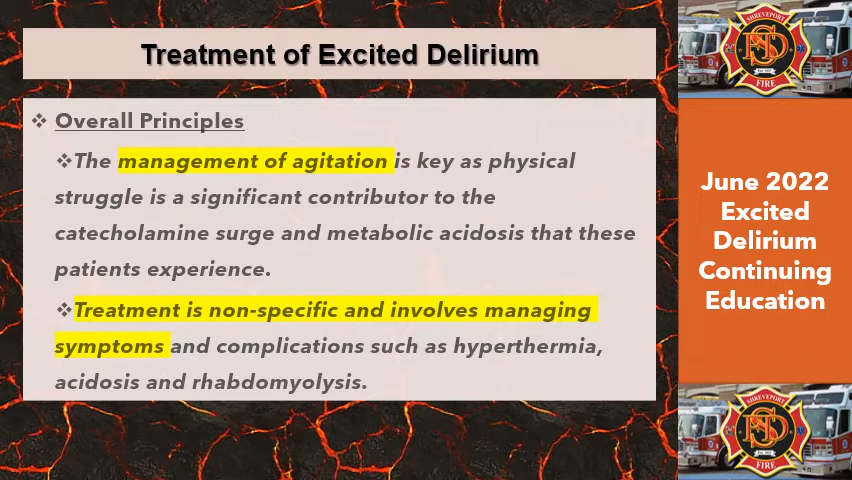 Treatment of Excited Delirium
❖ Overall Principles
❖The management of agitation is key as physical
struggle is a significant contributor to the
catecholamine surge and metabolic acidosis that these
patients experience.
❖Treatment is non-specific and involves managing
symptoms and complications such as hyperthermia,
acidosis and rhabdomyolysis.
SHREVEPORT
FIRE
June 2022
Excited
Delirium
Continuing
Education
SHREVEPORT
FIRE